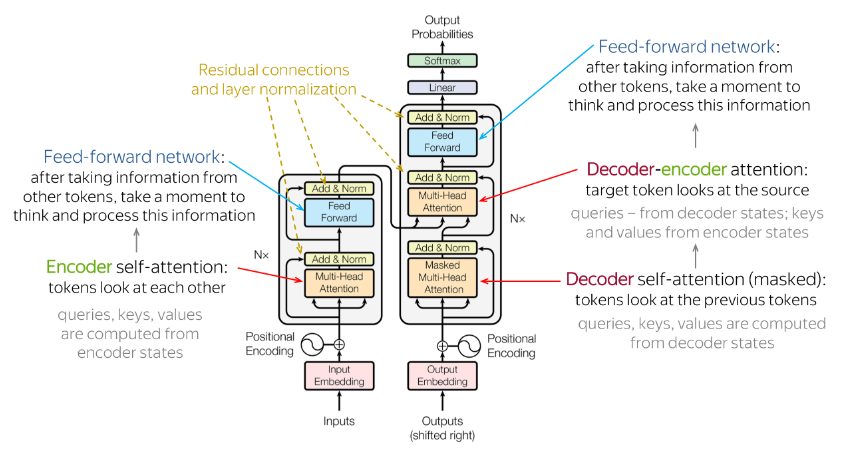 Output
Probabilities
Softmax
Linear
Add & Norm
Feed
Forward
Add & Norm
Multi-Head
Attention
Add & Norm
Masked
Multi-Head
Attention
Nx
Positional
Encoding
Output
Embedding
Outputs
(shifted right)
Residual connections
and layer normalization
Add & Norm
Feed
Forward
Nx
Add & Norm
Multi-Head
Attention
Positional
Encoding
Input
Embedding
Inputs
Feed-forward network:
after taking information from
other tokens, take a moment to
think and process this information
Encoder self-attention:
tokens look at each other
queries, keys, values
are computed from
encoder states
Feed-forward network:
after taking information from
other tokens, take a moment to
think and process this information
Decoder-encoder attention:
target token looks at the source
queries – from decoder states; keys
and values from encoder states
Decoder self-attention (masked):
tokens look at the previous tokens
queries, keys, values are computed
from decoder states